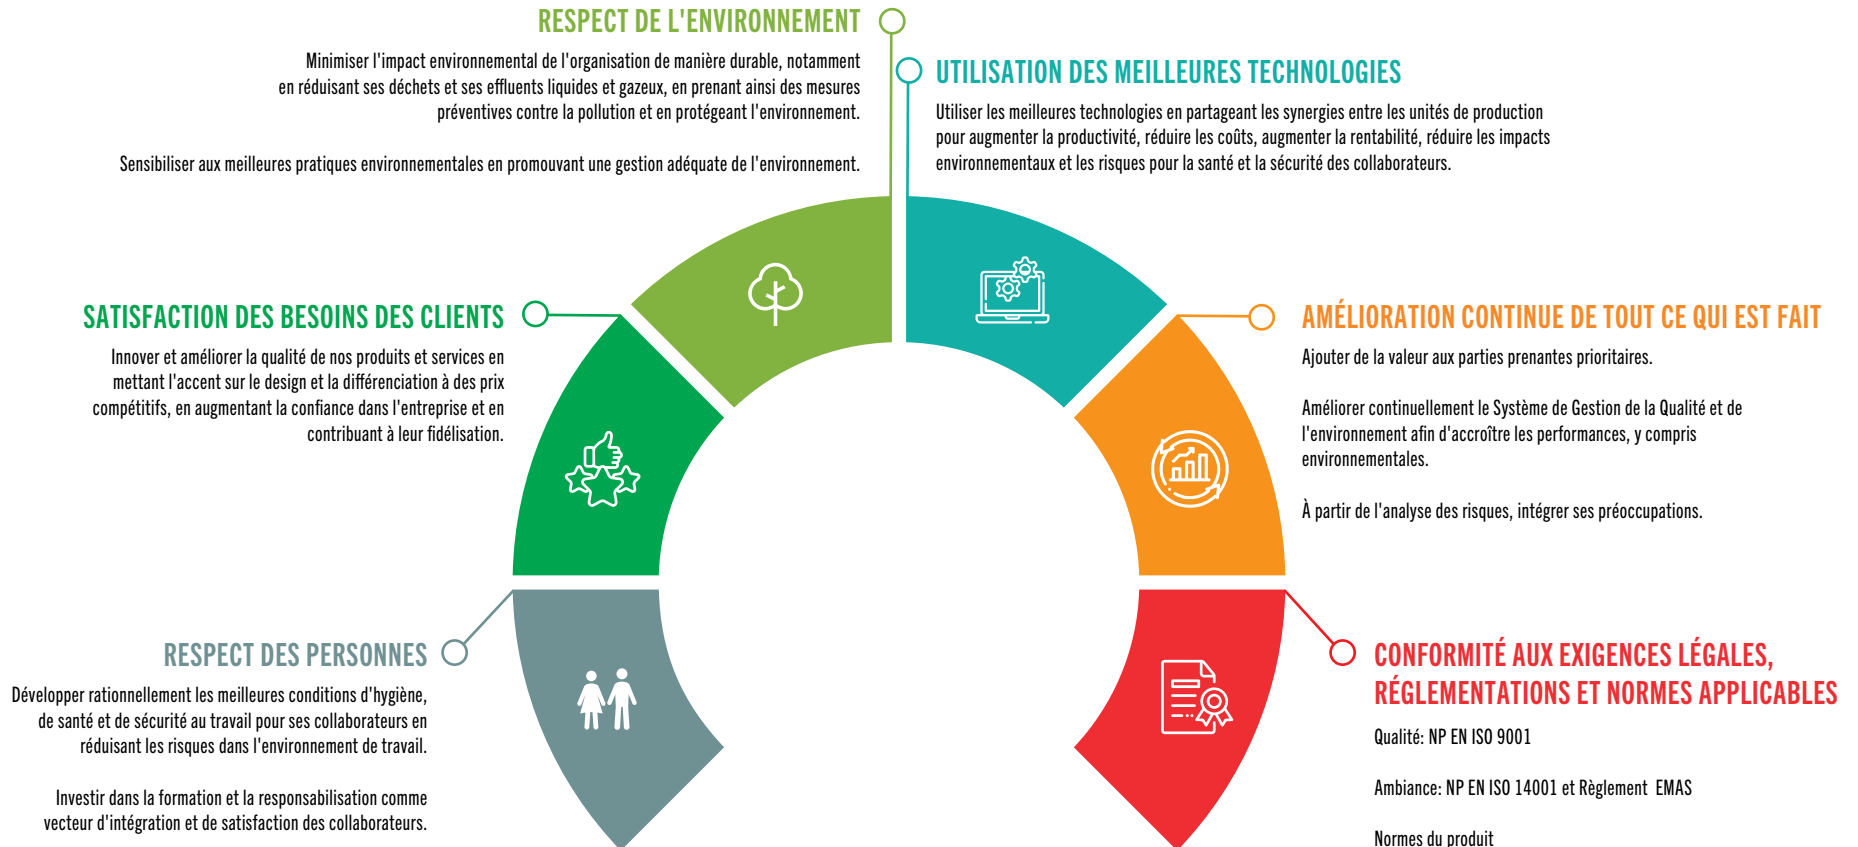 RESPECT DE L'ENVIRONNEMENT
Minimiser l'impact environnemental de l'organisation de manière durable, notamment
en réduisant ses déchets et ses effluents liquides et gazeux, en prenant ainsi des mesures
préventives contre la pollution et en protégeant l'environnement.
Sensibiliser aux meilleures pratiques environnementales en promouvant une gestion adéquate de l'environnement.
UTILISATION DES MEILLEURES TECHNOLOGIES
Utiliser les meilleures technologies en partageant les synergies entre les unités de production
pour augmenter la productivité, réduire les coûts, augmenter la rentabilité, réduire les impacts
environnementaux et les risques pour la santé et la sécurité des collaborateurs.
SATISFACTION DES BESOINS DES CLIENTS
Innover et améliorer la qualité de nos produits et services en
mettant l'accent sur le design et la différenciation à des prix
compétitifs, en augmentant la confiance dans l'entreprise et en
contribuant à leur fidélisation.
AMÉLIORATION CONTINUE DE TOUT CE QUI EST FAIT
Ajouter de la valeur aux parties prenantes prioritaires.
Améliorer continuellement le Système de Gestion de la Qualité et de
l'environnement afin d'accroître les performances, y compris
environnementales.
À partir de l'analyse des risques, intégrer ses préoccupations.
RESPECT DES PERSONNES
Développer rationnellement les meilleures conditions d'hygiène,
de santé et de sécurité au travail pour ses collaborateurs en
réduisant les risques dans l'environnement de travail.
Investir dans la formation et la responsabilisation comme
vecteur d'intégration et de satisfaction des collaborateurs.
CONFORMITÉ AUX EXIGENCES LÉGALES,
RÉGLEMENTATIONS ET NORMES APPLICABLES
Qualité: NP EN ISO 9001
Ambiance: NP EN ISO 14001 et Règlement EMAS
Normes du produit